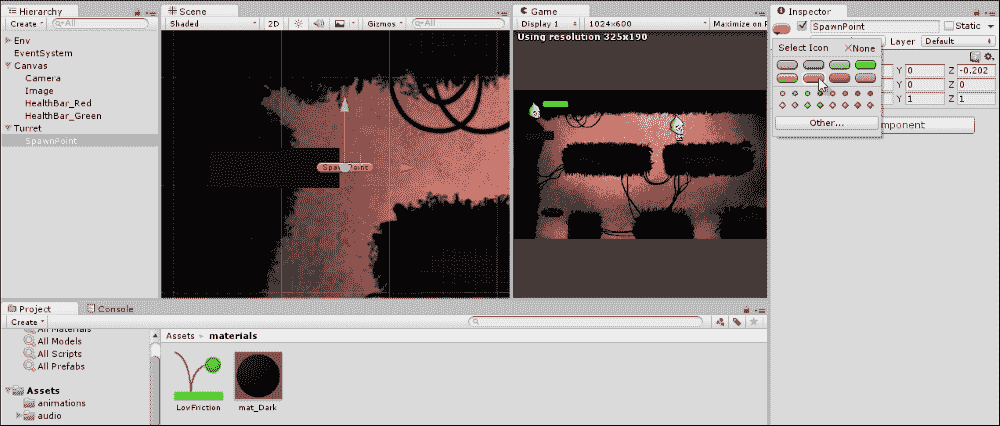 Hierarchy
Create
All
Env
EventSystem
Canvas
Camera
Image
HealthBar_Red
HealthBar_Green
Turret
SpawnPoint
Scene
Shaded
2D
Gizmos
All
SpawnPoint
Game
Display 1
1024x600
Maximize on P
Using resolution 325x190
Inspector
SpawnPoint
Static
Layer
Default
Select Icon
None
Y 0 Z -0.202
Y 0 Z 0
Y 1 Z 1
Other...
omponent
Project
Console
Create
All Materials
All Models
All Scripts
All Prefabs
Assets
animations
audio
Assets materials
LowFriction
mat_Dark